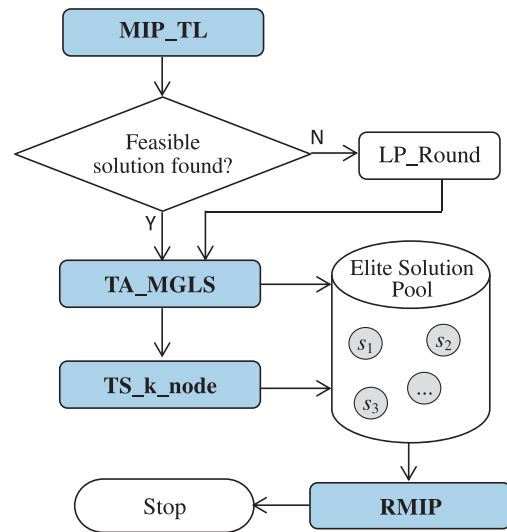 MIP_TL
Feasible
solution found?
N
LP_Round
Y
TA_MGLS
Elite Solution
Pool
s1
s2
s3
...
TS_k_node
RMIP
Stop